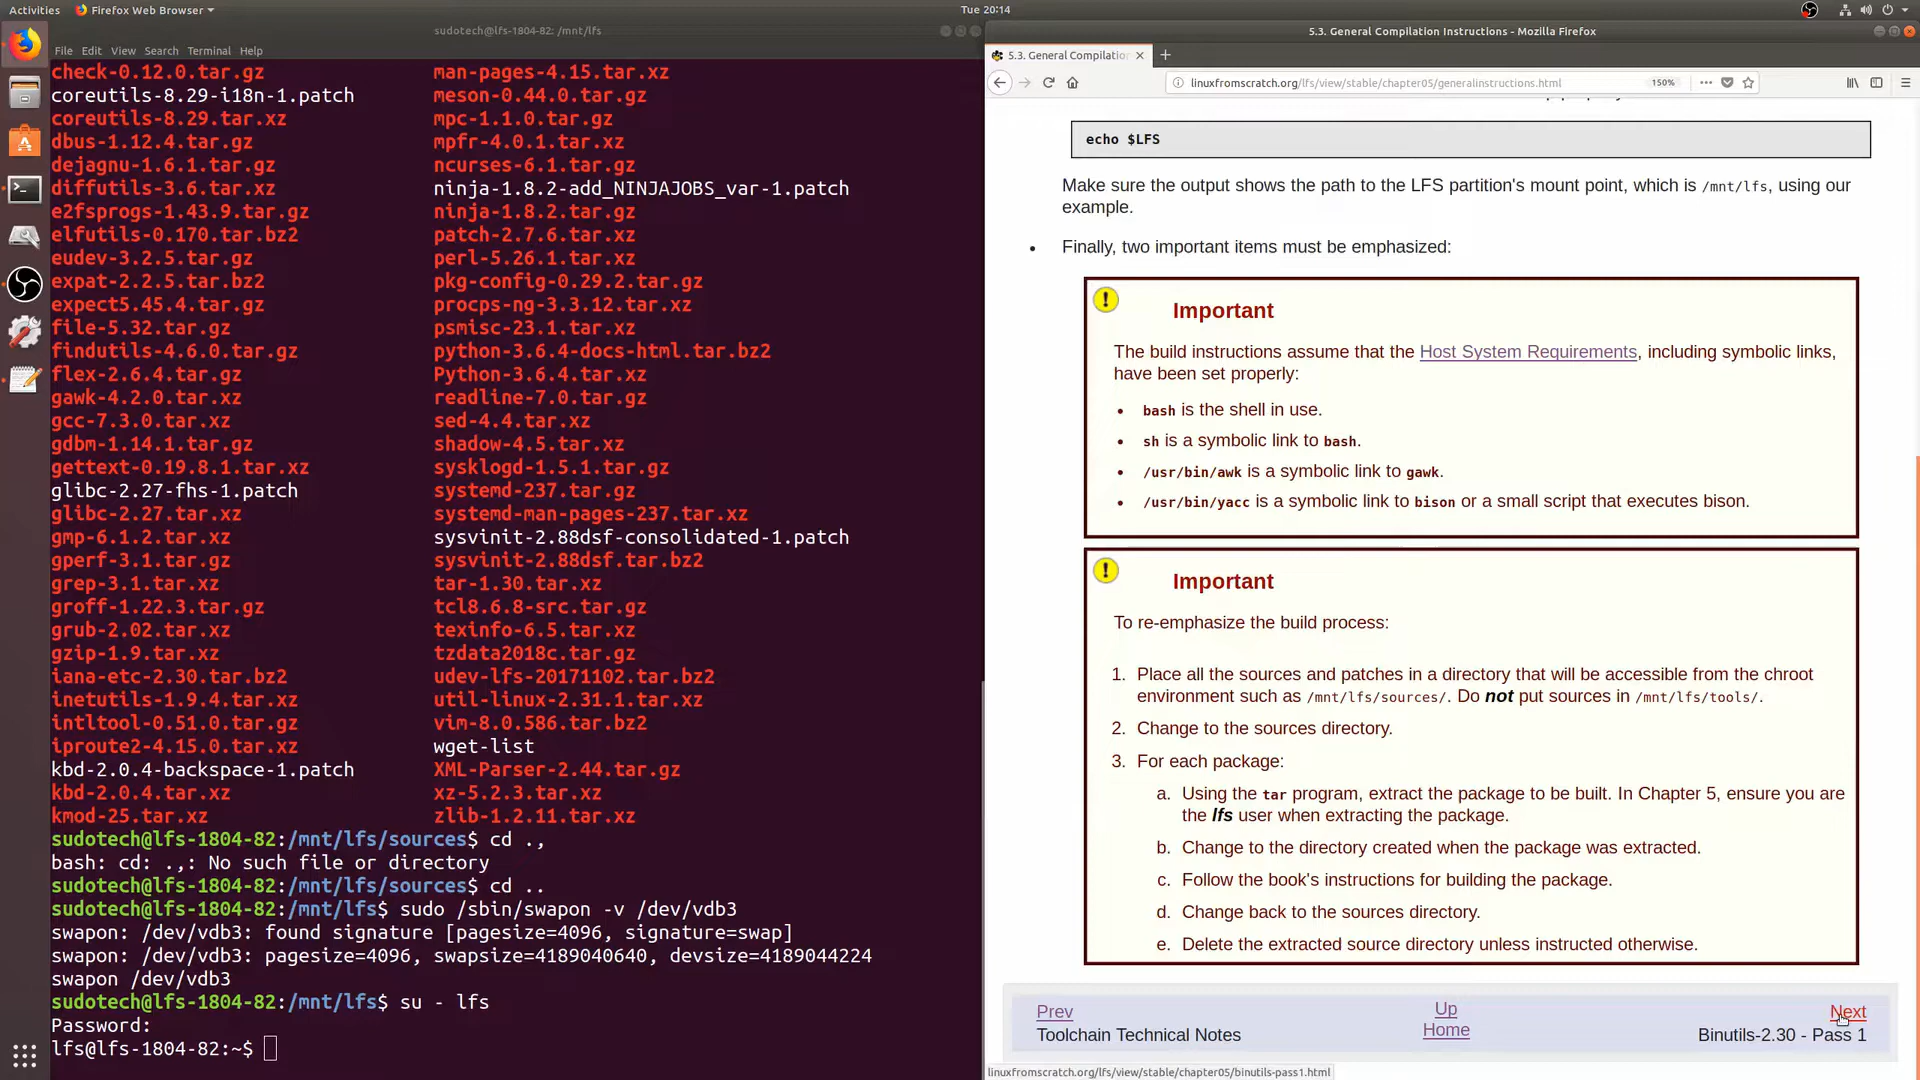 Activities
Firefox Web Browser
Tue 20:14
sudotech@lfs-1804-82: /mnt/lfs
File Edit View Search Terminal Help
check-0.12.0.tar.gz man-pages-4.15.tar.xz
coreutils-8.29-i18n-1.patch meson-0.44.0.tar.gz
coreutils-8.29.tar.xz mpc-1.1.0.tar.gz
dbus-1.12.4.tar.gz mpfr-4.0.1.tar.xz
dejagnu-1.6.1.tar.gz ncurses-6.1.tar.gz
diffutils-3.6.tar.xz ninja-1.8.2-add_NINJAJOBS_var-1.patch
e2fsprogs-1.43.9.tar.gz ninja-1.8.2.tar.gz
elfutils-0.170.tar.bz2 patch-2.7.6.tar.xz
eudev-3.2.5.tar.gz perl-5.26.1.tar.xz
expat-2.2.5.tar.bz2 pkg-config-0.29.2.tar.gz
expect5.45.4.tar.gz procps-ng-3.3.12.tar.xz
file-5.32.tar.gz psmisc-23.1.tar.xz
findutils-4.6.0.tar.gz python-3.6.4-docs-html.tar.bz2
flex-2.6.4.tar.gz Python-3.6.4.tar.xz
gawk-4.2.0.tar.xz readline-7.0.tar.gz
gcc-7.3.0.tar.xz sed-4.4.tar.xz
gdbm-1.14.1.tar.gz shadow-4.5.tar.xz
gettext-0.19.8.1.tar.xz sysklogd-1.5.1.tar.gz
glibc-2.27-fhs-1.patch systemd-237.tar.gz
glibc-2.27.tar.xz systemd-man-pages-237.tar.xz
gmp-6.1.2.tar.xz sysvinit-2.88dsf-consolidated-1.patch
gperf-3.1.tar.gz sysvinit-2.88dsf.tar.bz2
grep-3.1.tar.xz tar-1.30.tar.xz
groff-1.22.3.tar.gz tcl8.6.8-src.tar.gz
grub-2.02.tar.xz texinfo-6.5.tar.xz
gzip-1.9.tar.xz tzdata2018c.tar.gz
iana-etc-2.30.tar.bz2 udev-lfs-20171102.tar.bz2
inetutils-1.9.4.tar.xz util-linux-2.31.1.tar.xz
intltool-0.51.0.tar.gz vim-8.0.586.tar.bz2
iproute2-4.15.0.tar.xz wget-list
kbd-2.0.4-backspace-1.patch XML-Parser-2.44.tar.gz
kbd-2.0.4.tar.xz xz-5.2.3.tar.xz
kmod-25.tar.xz zlib-1.2.11.tar.xz
sudotech@lfs-1804-82:/mnt/lfs/sources$ cd .,
bash: cd: .,: No such file or directory
sudotech@lfs-1804-82:/mnt/lfs/sources$ cd ..
sudotech@lfs-1804-82:/mnt/lfs$ sudo /sbin/swapon -v /dev/vdb3
swapon: /dev/vdb3: found signature [pagesize=4096, signature=swap]
swapon: /dev/vdb3: pagesize=4096, swapsize=4189040640, devsize=4189044224
swapon /dev/vdb3
sudotech@lfs-1804-82:/mnt/lfs$ su - lfs
Password:
lfs@lfs-1804-82:~$
5.3. General Compilation Instructions - Mozilla Firefox
5.3. General Compilation
linuxfromscratch.org/lfs/view/stable/chapter05/generalinstructions.html
150%
echo $LFS
Make sure the output shows the path to the LFS partition's mount point, which is /mnt/lfs, using our
example.
• Finally, two important items must be emphasized:
Important
The build instructions assume that the Host System Requirements, including symbolic links,
have been set properly:
• bash is the shell in use.
• sh is a symbolic link to bash.
• /usr/bin/awk is a symbolic link to gawk.
• /usr/bin/yacc is a symbolic link to bison or a small script that executes bison.
Important
To re-emphasize the build process:
1. Place all the sources and patches in a directory that will be accessible from the chroot
environment such as /mnt/lfs/sources/. Do not put sources in /mnt/lfs/tools/.
2. Change to the sources directory.
3. For each package:
a. Using the tar program, extract the package to be built. In Chapter 5, ensure you are
the lfs user when extracting the package.
b. Change to the directory created when the package was extracted.
c. Follow the book's instructions for building the package.
d. Change back to the sources directory.
e. Delete the extracted source directory unless instructed otherwise.
Prev Up Next
Toolchain Technical Notes Home Binutils-2.30 - Pass 1
linuxfromscratch.org/lfs/view/stable/chapter05/binutils-pass1.html